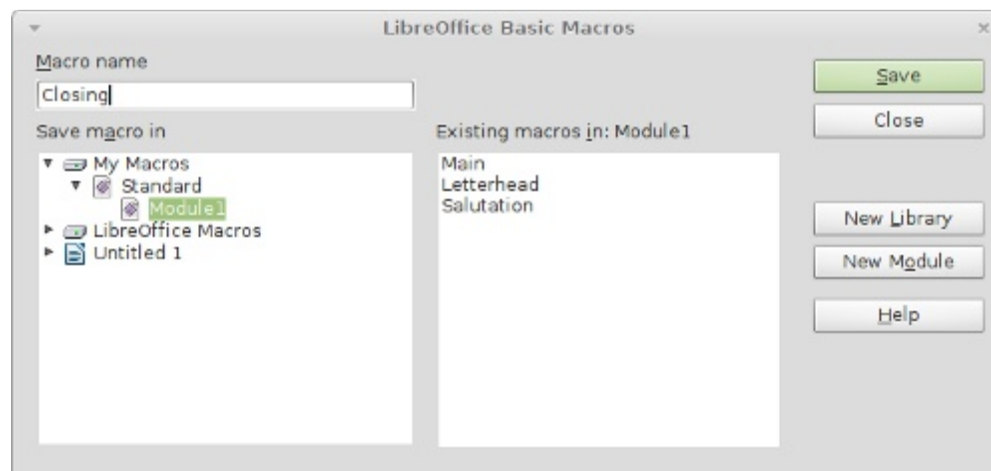 LibreOffice Basic Macros
Macro name
Closing
Save macro in
My Macros
Standard
Module1
LibreOffice Macros
Untitled 1
Existing macros in: Module1
Main
Letterhead
Salutation
Save
Close
New Library
New Module
Help